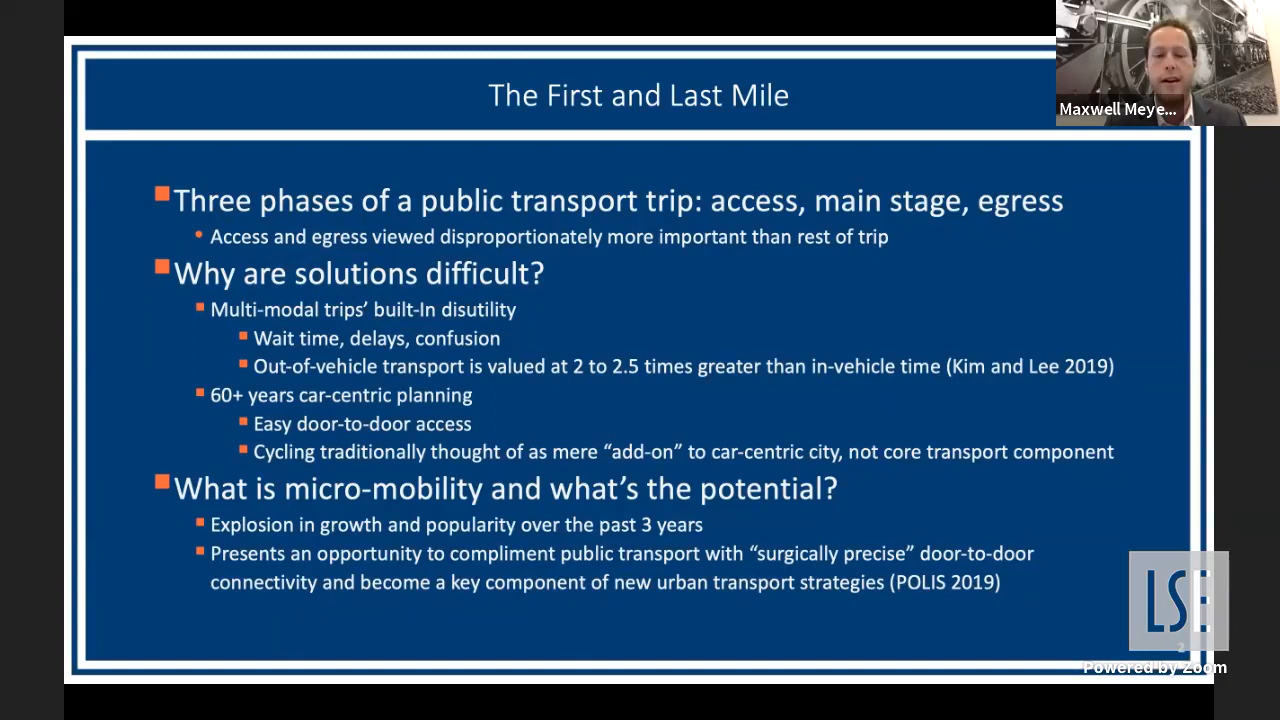 The First and Last Mile
Maxwell Meye...
Three phases of a public transport trip: access, main stage, egress
Access and egress viewed disproportionately more important than rest of trip
Why are solutions difficult?
Multi-modal trips’ built-In disutility
Wait time, delays, confusion
Out-of-vehicle transport is valued at 2 to 2.5 times greater than in-vehicle time (Kim and Lee 2019)
60+ years car-centric planning
Easy door-to-door access
Cycling traditionally thought of as mere “add-on” to car-centric city, not core transport component
What is micro-mobility and what’s the potential?
Explosion in growth and popularity over the past 3 years
Presents an opportunity to compliment public transport with “surgically precise” door-to-door
connectivity and become a key component of new urban transport strategies (POLIS 2019)
LSE
2
Powered by Zoom